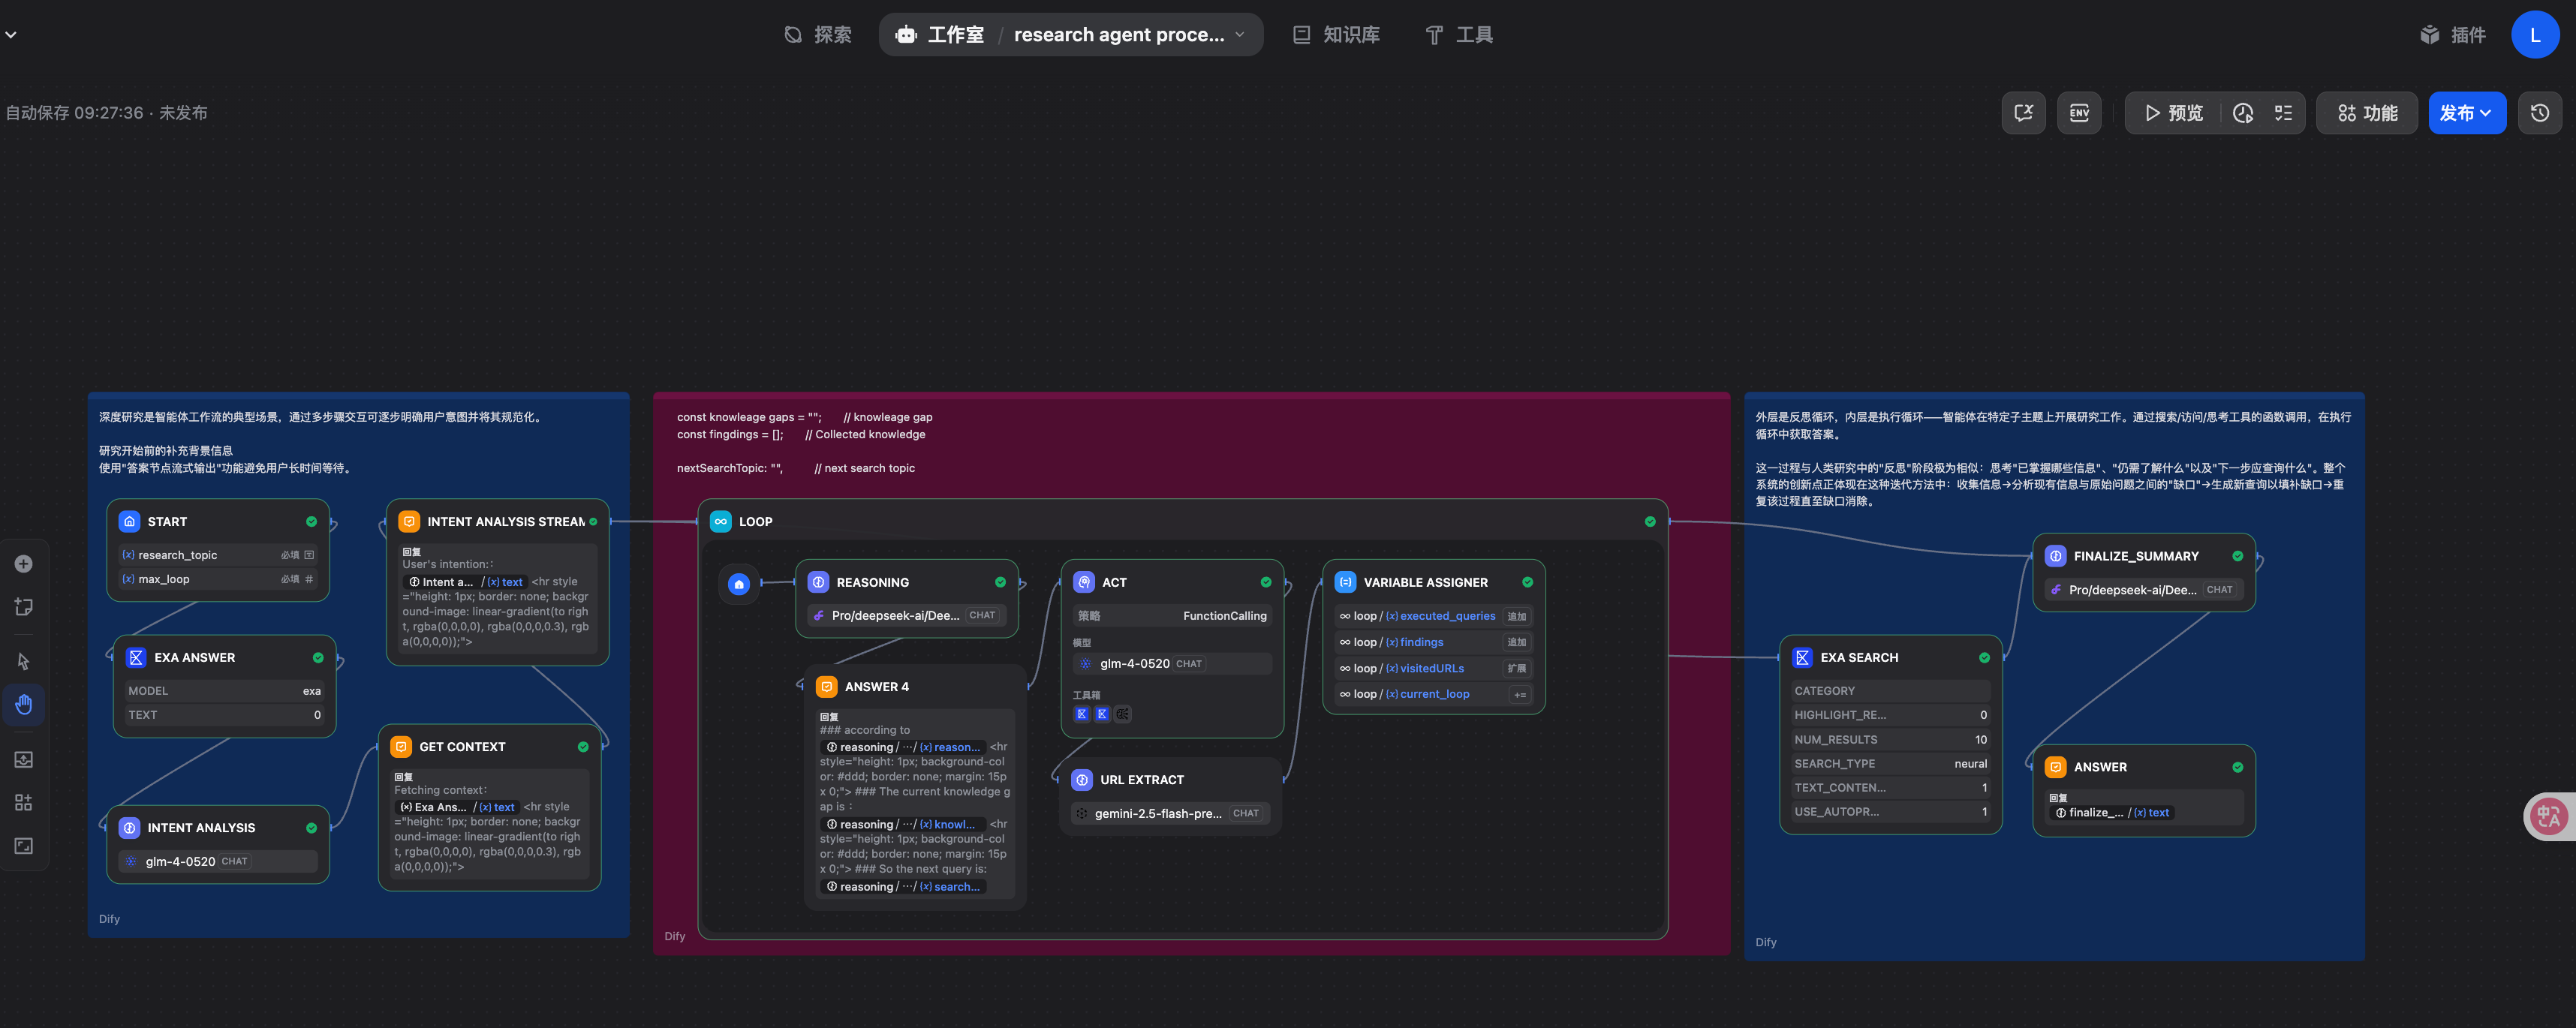 探索
工作室 / research agent proce...
知识库
工具
插件
L
自动保存 09:27:36 · 未发布
ENV
预览
功能
发布
深度研究是智能体工作流的典型场景，通过多步骤交互可逐步明确用户意图并将其规范化。
研究开始前的补充背景信息
使用"答案节点流式输出"功能避免用户长时间等待。
START
{x} research_topic 必填
{x} max_loop 必填 #
EXA ANSWER
MODEL exa
TEXT 0
INTENT ANALYSIS
glm-4-0520 CHAT
INTENT ANALYSIS STREAM
回复
User's intention:：
Intent a... / {x} text <hr style
="height: 1px; border: none; backgr
ound-image: linear-gradient(to righ
t, rgba(0,0,0,0), rgba(0,0,0,0.3), rgb
a(0,0,0,0));">
GET CONTEXT
回复
Fetching context：
{x} Exa Ans... / {x} text <hr style
="height: 1px; border: none; backgr
ound-image: linear-gradient(to righ
t, rgba(0,0,0,0), rgba(0,0,0,0.3), rgb
a(0,0,0,0));">
Dify
const knowleage gaps = ""; // knowleage gap
const fingdings = []; // Collected knowledge
nextSearchTopic: "", // next search topic
LOOP
REASONING
Pro/deepseek-ai/Dee... CHAT
ANSWER 4
回复
### according to
reasoning / ··· / {x} reason... <hr
style="height: 1px; background-col
or: #ddd; border: none; margin: 15p
x 0;"> ### The current knowledge g
ap is :
reasoning / ··· / {x} knowl... <hr
style="height: 1px; background-col
or: #ddd; border: none; margin: 15p
x 0;"> ### So the next query is:
reasoning / ··· / {x} search...
ACT
策略 FunctionCalling
模型
glm-4-0520 CHAT
工具箱
URL EXTRACT
gemini-2.5-flash-pre... CHAT
VARIABLE ASSIGNER
loop / {x} executed_queries 追加
loop / {x} findings 追加
loop / {x} visitedURLs 扩展
loop / {x} current_loop +=
Dify
外层是反思循环，内层是执行循环——智能体在特定子主题上开展研究工作。通过搜索/访问/思考工具的函数调用，在执行
循环中获取答案。
这一过程与人类研究中的"反思"阶段极为相似：思考"已掌握哪些信息"、"仍需了解什么"以及"下一步应查询什么"。整个
系统的创新点正体现在这种迭代方法中：收集信息→分析现有信息与原始问题之间的"缺口"→生成新查询以填补缺口→重
复该过程直至缺口消除。
FINALIZE_SUMMARY
Pro/deepseek-ai/Dee... CHAT
EXA SEARCH
CATEGORY
HIGHLIGHT_RE... 0
NUM_RESULTS 10
SEARCH_TYPE neural
TEXT_CONTEN... 1
USE_AUTOPR... 1
ANSWER
回复
finalize_... / {x} text
Dify
中A